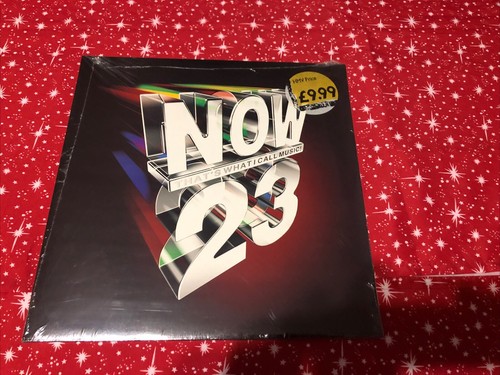 NOW
THAT'S WHAT I CALL MUSIC!
23
£9.99